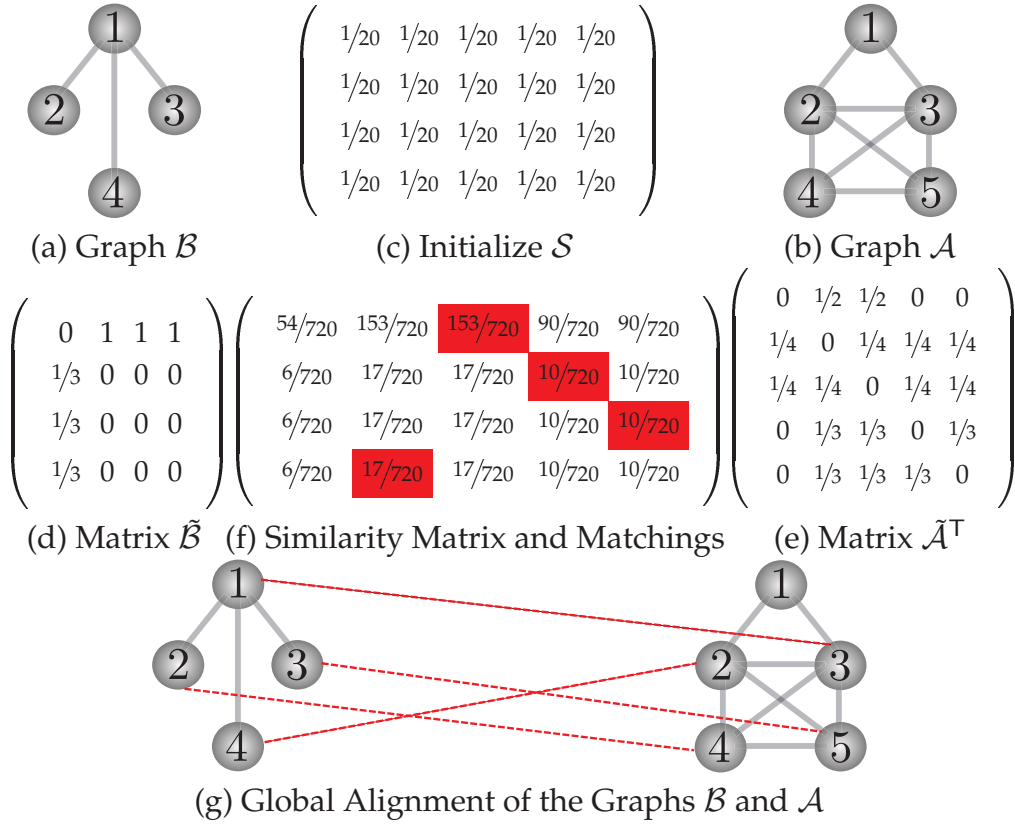 1
2 3
4
(a) Graph 𝓑
1/20 1/20 1/20 1/20 1/20
1/20 1/20 1/20 1/20 1/20
1/20 1/20 1/20 1/20 1/20
1/20 1/20 1/20 1/20 1/20
(c) Initialize 𝓢
1
2 3
4 5
(b) Graph 𝓐
0 1 1 1
1/3 0 0 0
1/3 0 0 0
1/3 0 0 0
(d) Matrix 𝓑̃
54/720 153/720 153/720 90/720 90/720
6/720 17/720 17/720 10/720 10/720
6/720 17/720 17/720 10/720 10/720
6/720 17/720 17/720 10/720 10/720
(f) Similarity Matrix and Matchings
0 1/2 1/2 0 0
1/4 0 1/4 1/4 1/4
1/4 1/4 0 1/4 1/4
0 1/3 1/3 0 1/3
0 1/3 1/3 1/3 0
(e) Matrix 𝓐̃ᵀ
1
2 3
4
1
2 3
4 5
(g) Global Alignment of the Graphs 𝓑 and 𝓐